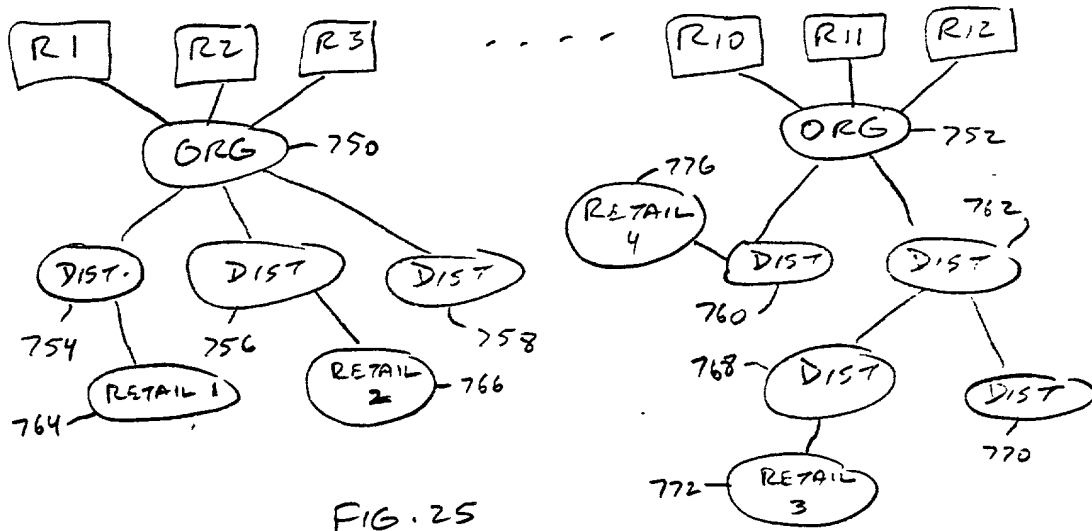 R1 R2 R3 .... R10 R11 R12
ORG 750 ORG 752
776
RETAIL
4
762
DIST. DIST DIST DIST DIST
754 756 758 760
RETAIL 1 RETAIL
2 766 768 DIST DIST
764 770
772 RETAIL
3
FIG. 25